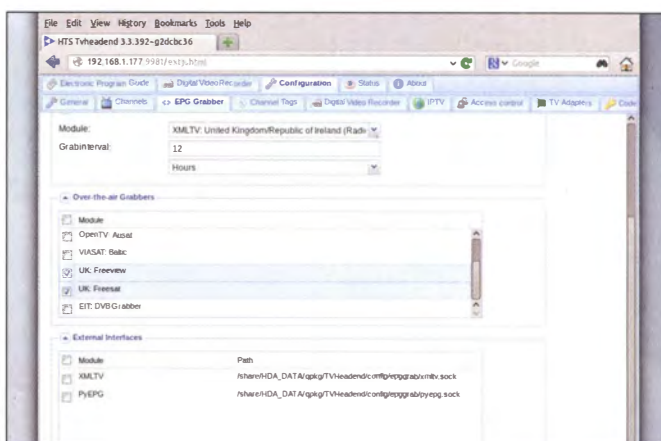 File Edit View History Bookmarks Tools Help
HTS Tvheadend 3.3.392~g2dcbc36
192.168.1.177:9981/extjs.html
Google
Electronic Program Guide Digital Video Recorder Configuration Status About
General Channels EPG Grabber Channel Tags Digital Video Recorder IPTV Access control TV Adapters Code
Module: XMLTV: United Kingdom/Republic of Ireland (Radi
Grabinterval: 12
Hours
Over-the-air Grabbers
Module
OpenTV: Ausat
VIASAT: Baltic
UK: Freeview
UK: Freesat
EIT: DVB Grabber
External Interfaces
Module Path
XMLTV /share/HDA_DATA/qpkg/TVHeadend/config/epggrab/xmltv.sock
PyEPG /share/HDA_DATA/qpkg/TVHeadend/config/epggrab/pyepg.sock